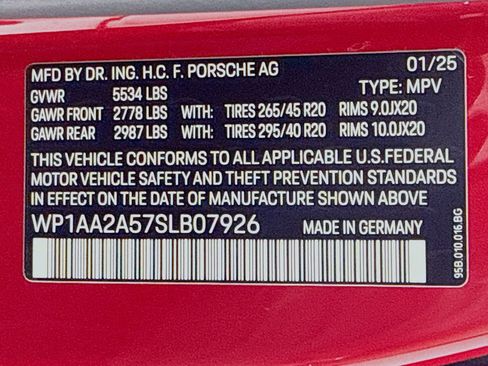 MFD BY DR. ING. H.C. F. PORSCHE AG 01/25
GVWR 5534 LBS TYPE: MPV
GAWR FRONT 2778 LBS WITH: TIRES 265/45 R20 RIMS 9.0JX20
GAWR REAR 2987 LBS WITH: TIRES 295/40 R20 RIMS 10.0JX20
THIS VEHICLE CONFORMS TO ALL APPLICABLE U.S.FEDERAL
MOTOR VEHICLE SAFETY AND THEFT PREVENTION STANDARDS
IN EFFECT ON THE DATE OF MANUFACTURE SHOWN ABOVE.
WP1AA2A57SLB07926 MADE IN GERMANY
95B.010.016.BG